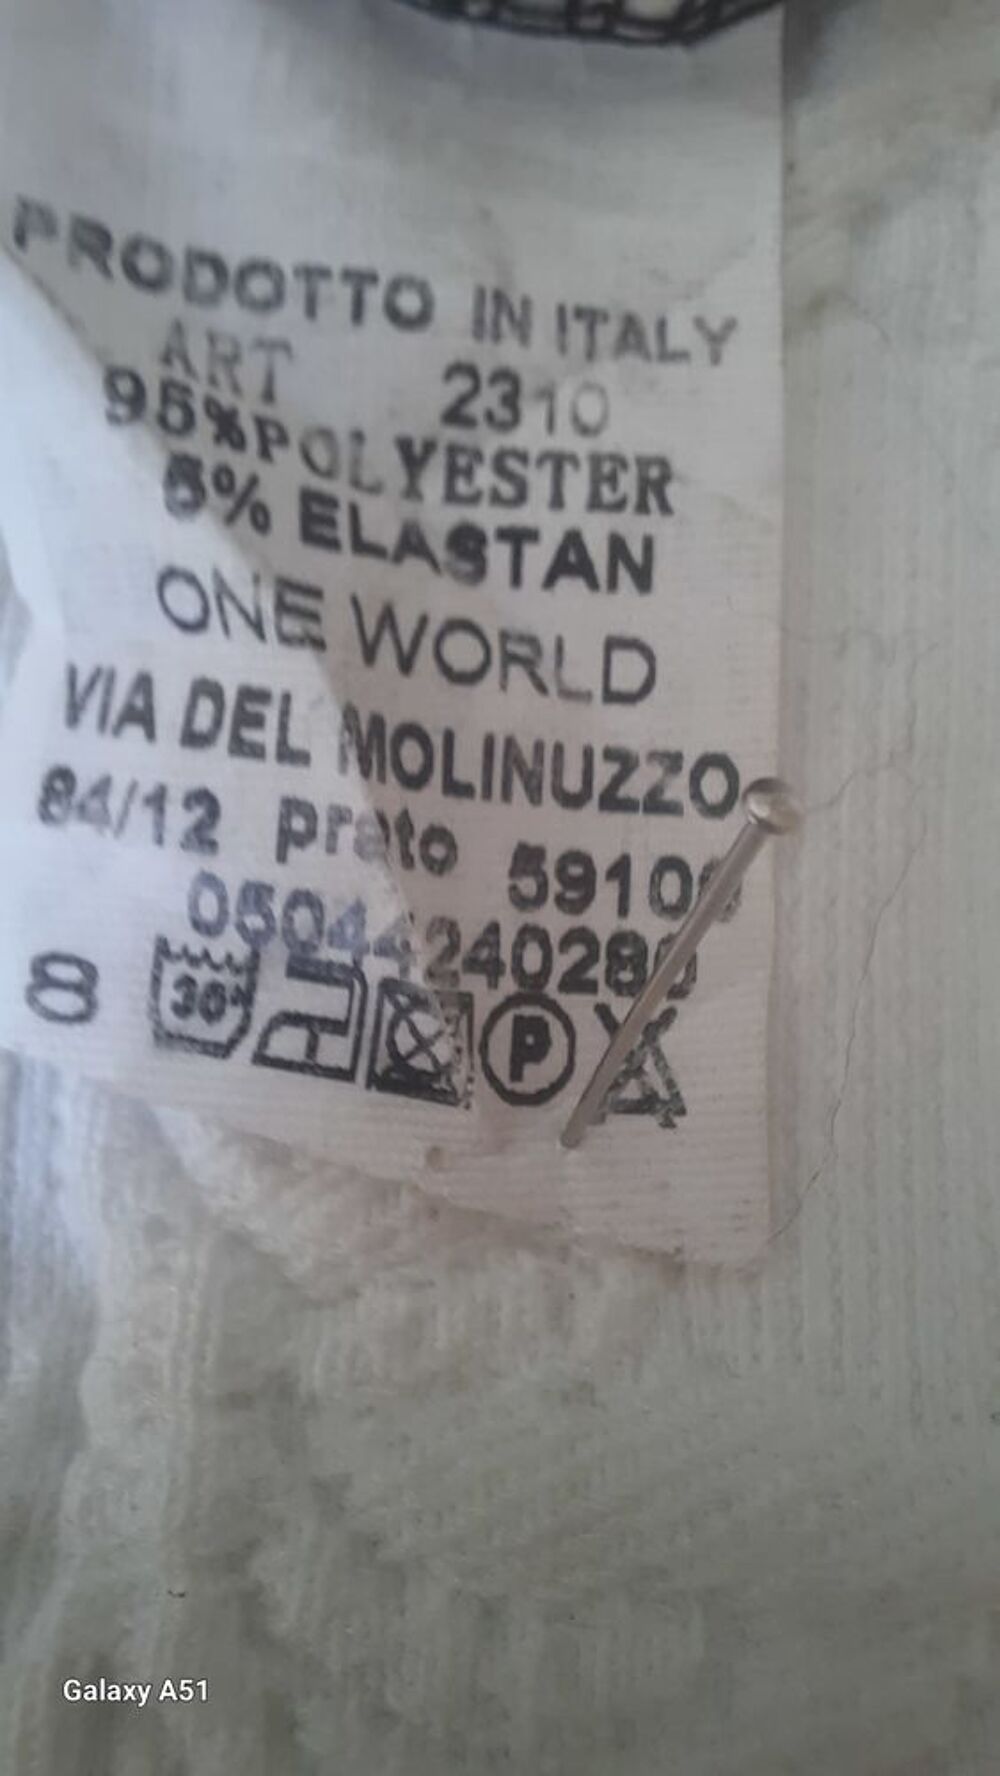 PRODOTTO IN ITALY
ART 2310
95%POLYESTER
5% ELASTAN
ONE WORLD
VIA DEL MOLINUZZO
84/12 prato
8 30° P
Galaxy A51